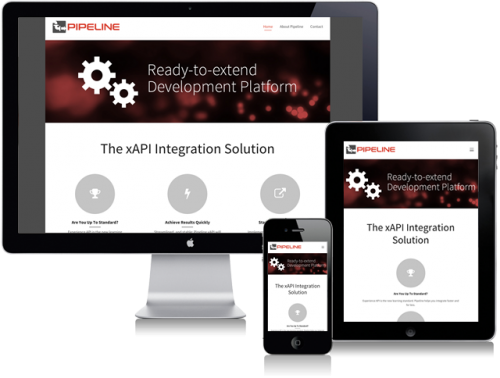 PIPELINE
Home About Pipeline Contact
Ready-to-extend
Development Platform
The xAPI Integration Solution
Are You Up To Standard?
Achieve Results Quickly
PIPELINE
Ready-to-extend
Development Platform
The xAPI Integration
Solution
Are You Up To Standard?
PIPELINE
Ready-to-extend
Development Platform
The xAPI Integration
Solution